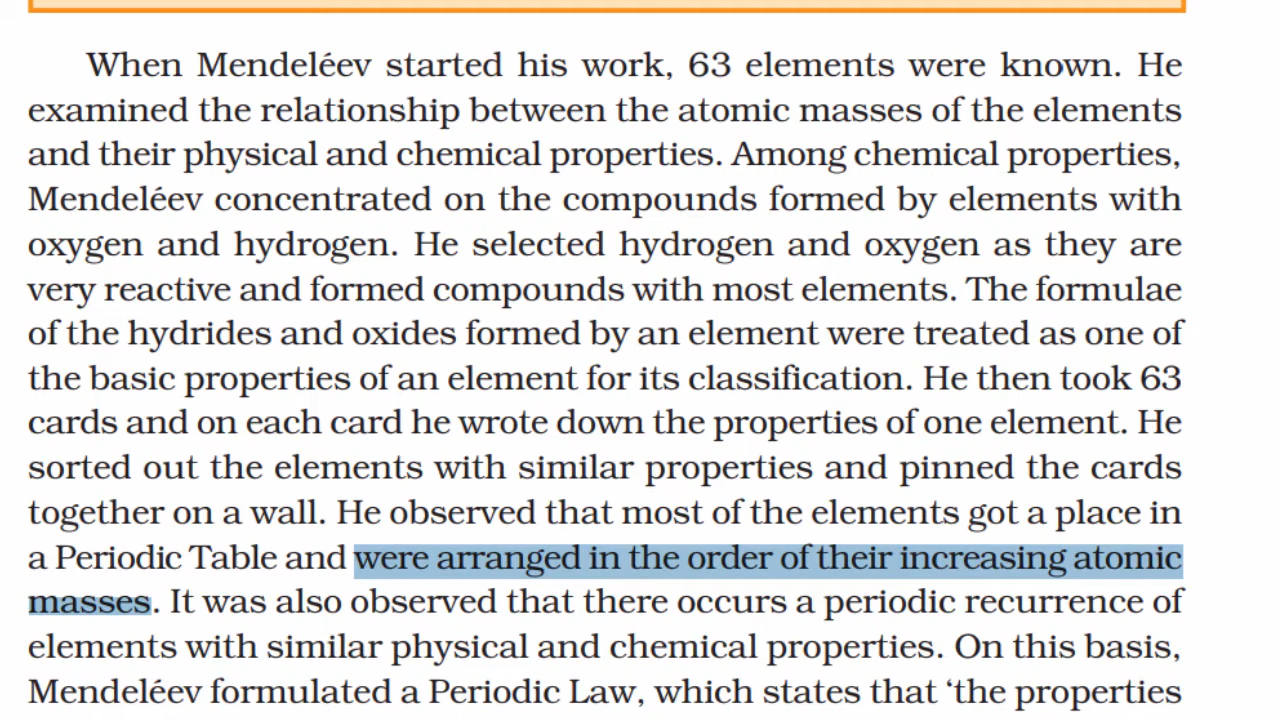 When Mendeléev started his work, 63 elements were known. He
examined the relationship between the atomic masses of the elements
and their physical and chemical properties. Among chemical properties,
Mendeléev concentrated on the compounds formed by elements with
oxygen and hydrogen. He selected hydrogen and oxygen as they are
very reactive and formed compounds with most elements. The formulae
of the hydrides and oxides formed by an element were treated as one of
the basic properties of an element for its classification. He then took 63
cards and on each card he wrote down the properties of one element. He
sorted out the elements with similar properties and pinned the cards
together on a wall. He observed that most of the elements got a place in
a Periodic Table and were arranged in the order of their increasing atomic
masses. It was also observed that there occurs a periodic recurrence of
elements with similar physical and chemical properties. On this basis,
Mendeléev formulated a Periodic Law, which states that ‘the properties